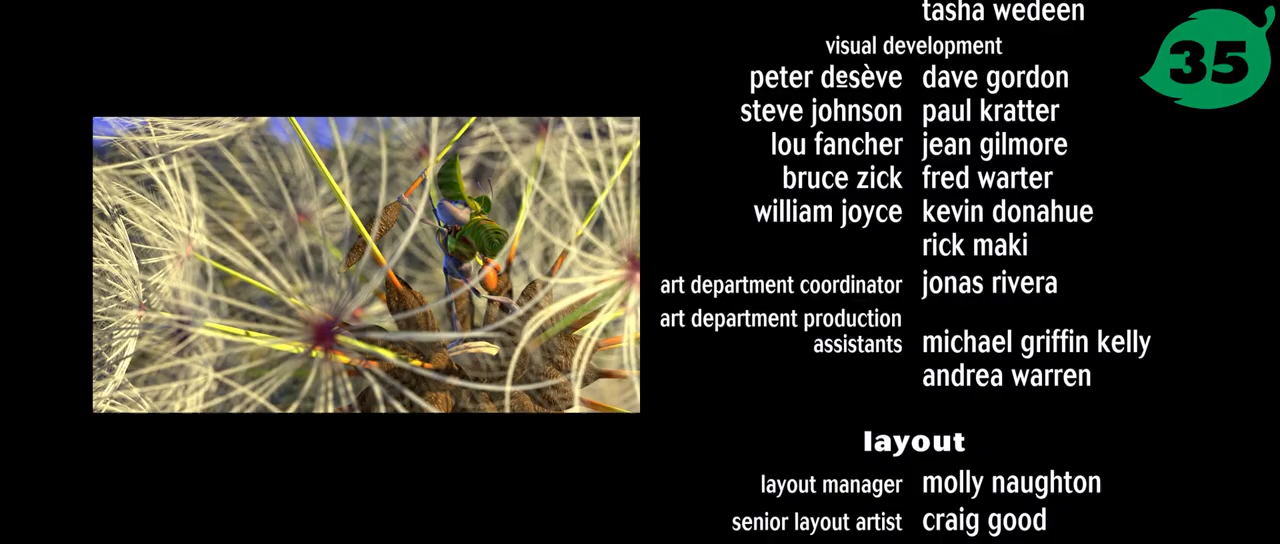 tasha wedeen
35
visual development
peter desève dave gordon
steve johnson paul kratter
lou fancher jean gilmore
bruce zick fred warter
william joyce kevin donahue
rick maki
art department coordinator jonas rivera
art department production
assistants michael griffin kelly
andrea warren
layout
layout manager molly naughton
senior layout artist craig good